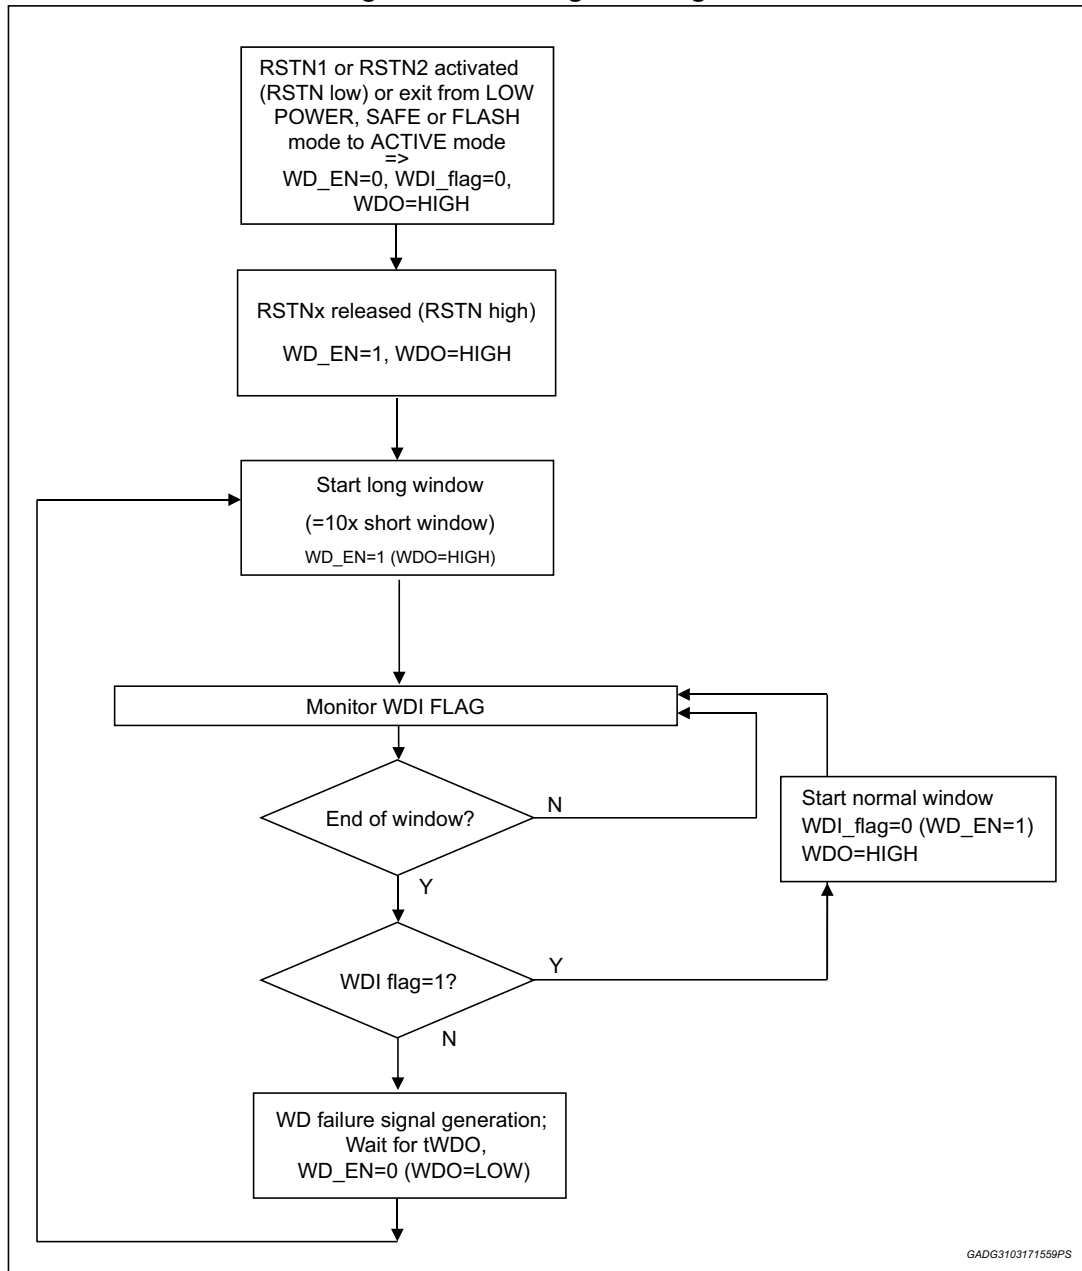 RSTN1 or RSTN2 activated
(RSTN low) or exit from LOW
POWER, SAFE or FLASH
mode to ACTIVE mode
=>
WD_EN=0, WDI_flag=0,
WDO=HIGH
RSTNx released (RSTN high)
WD_EN=1, WDO=HIGH
Start long window
(=10x short window)
WD_EN=1 (WDO=HIGH)
Monitor WDI FLAG
End of window?
N
Y
Start normal window
WDI_flag=0 (WD_EN=1)
WDO=HIGH
WDI flag=1?
Y
N
WD failure signal generation;
Wait for tWDO,
WD_EN=0 (WDO=LOW)
GADG3103171559PS